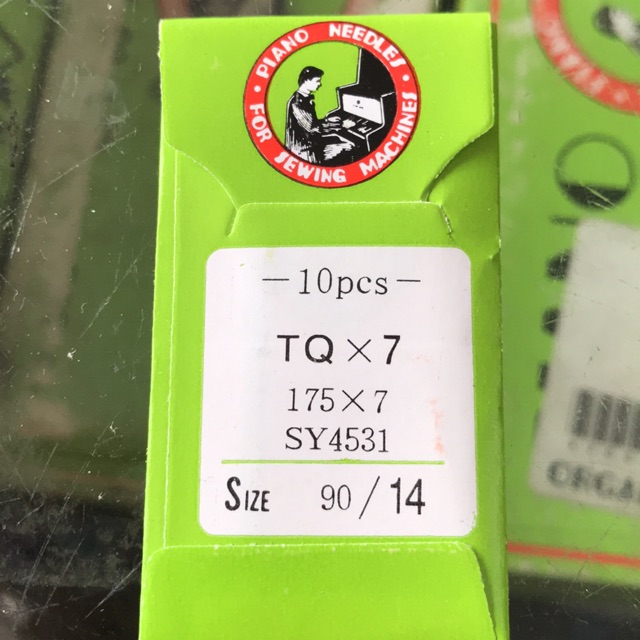 PIANO NEEDLES
FOR SEWING MACHINES
-10pcs-
TQ×7
175×7
SY4531
SIZE 90/14